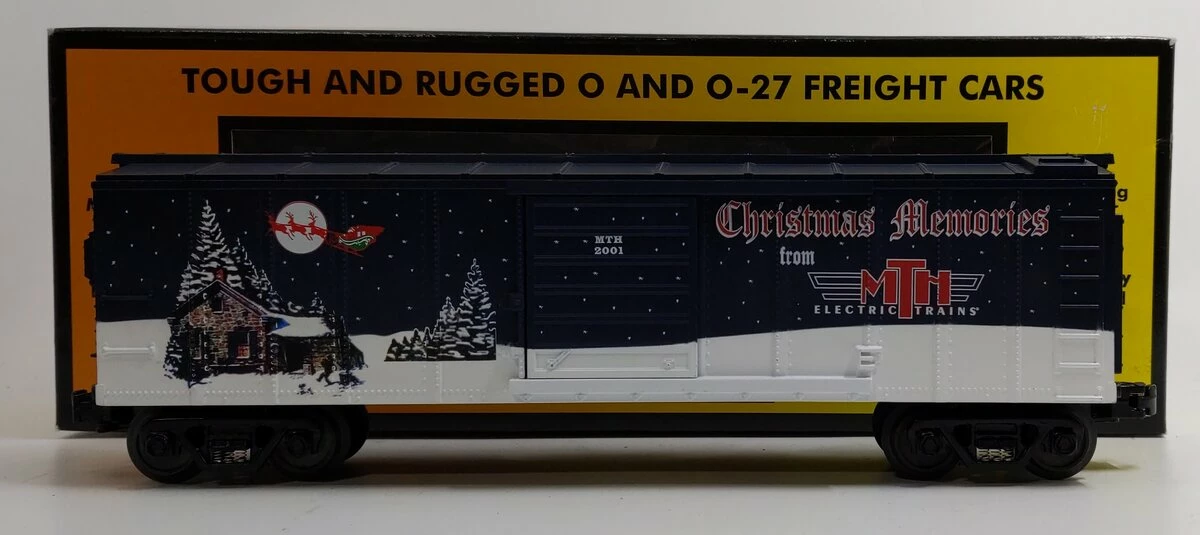 TOUGH AND RUGGED O AND O-27 FREIGHT CARS
MTH
2001
Christmas Memories
from
MTH
ELECTRIC TRAINS